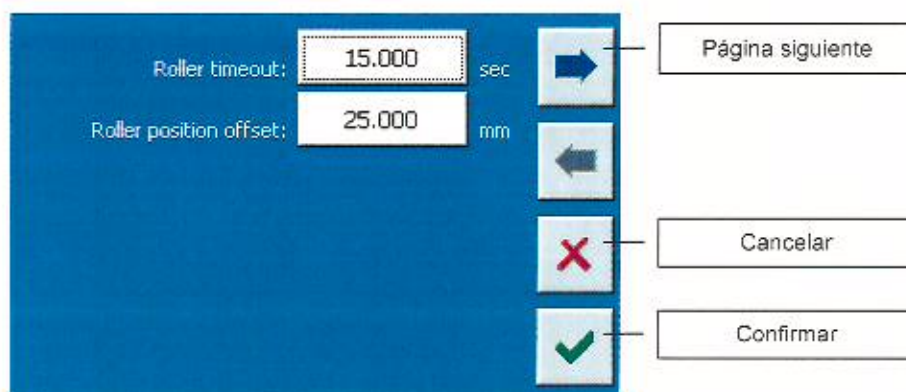 Roller timeout: 15.000 sec
Roller position offset: 25.000 mm
Página siguiente
Cancelar
Confirmar